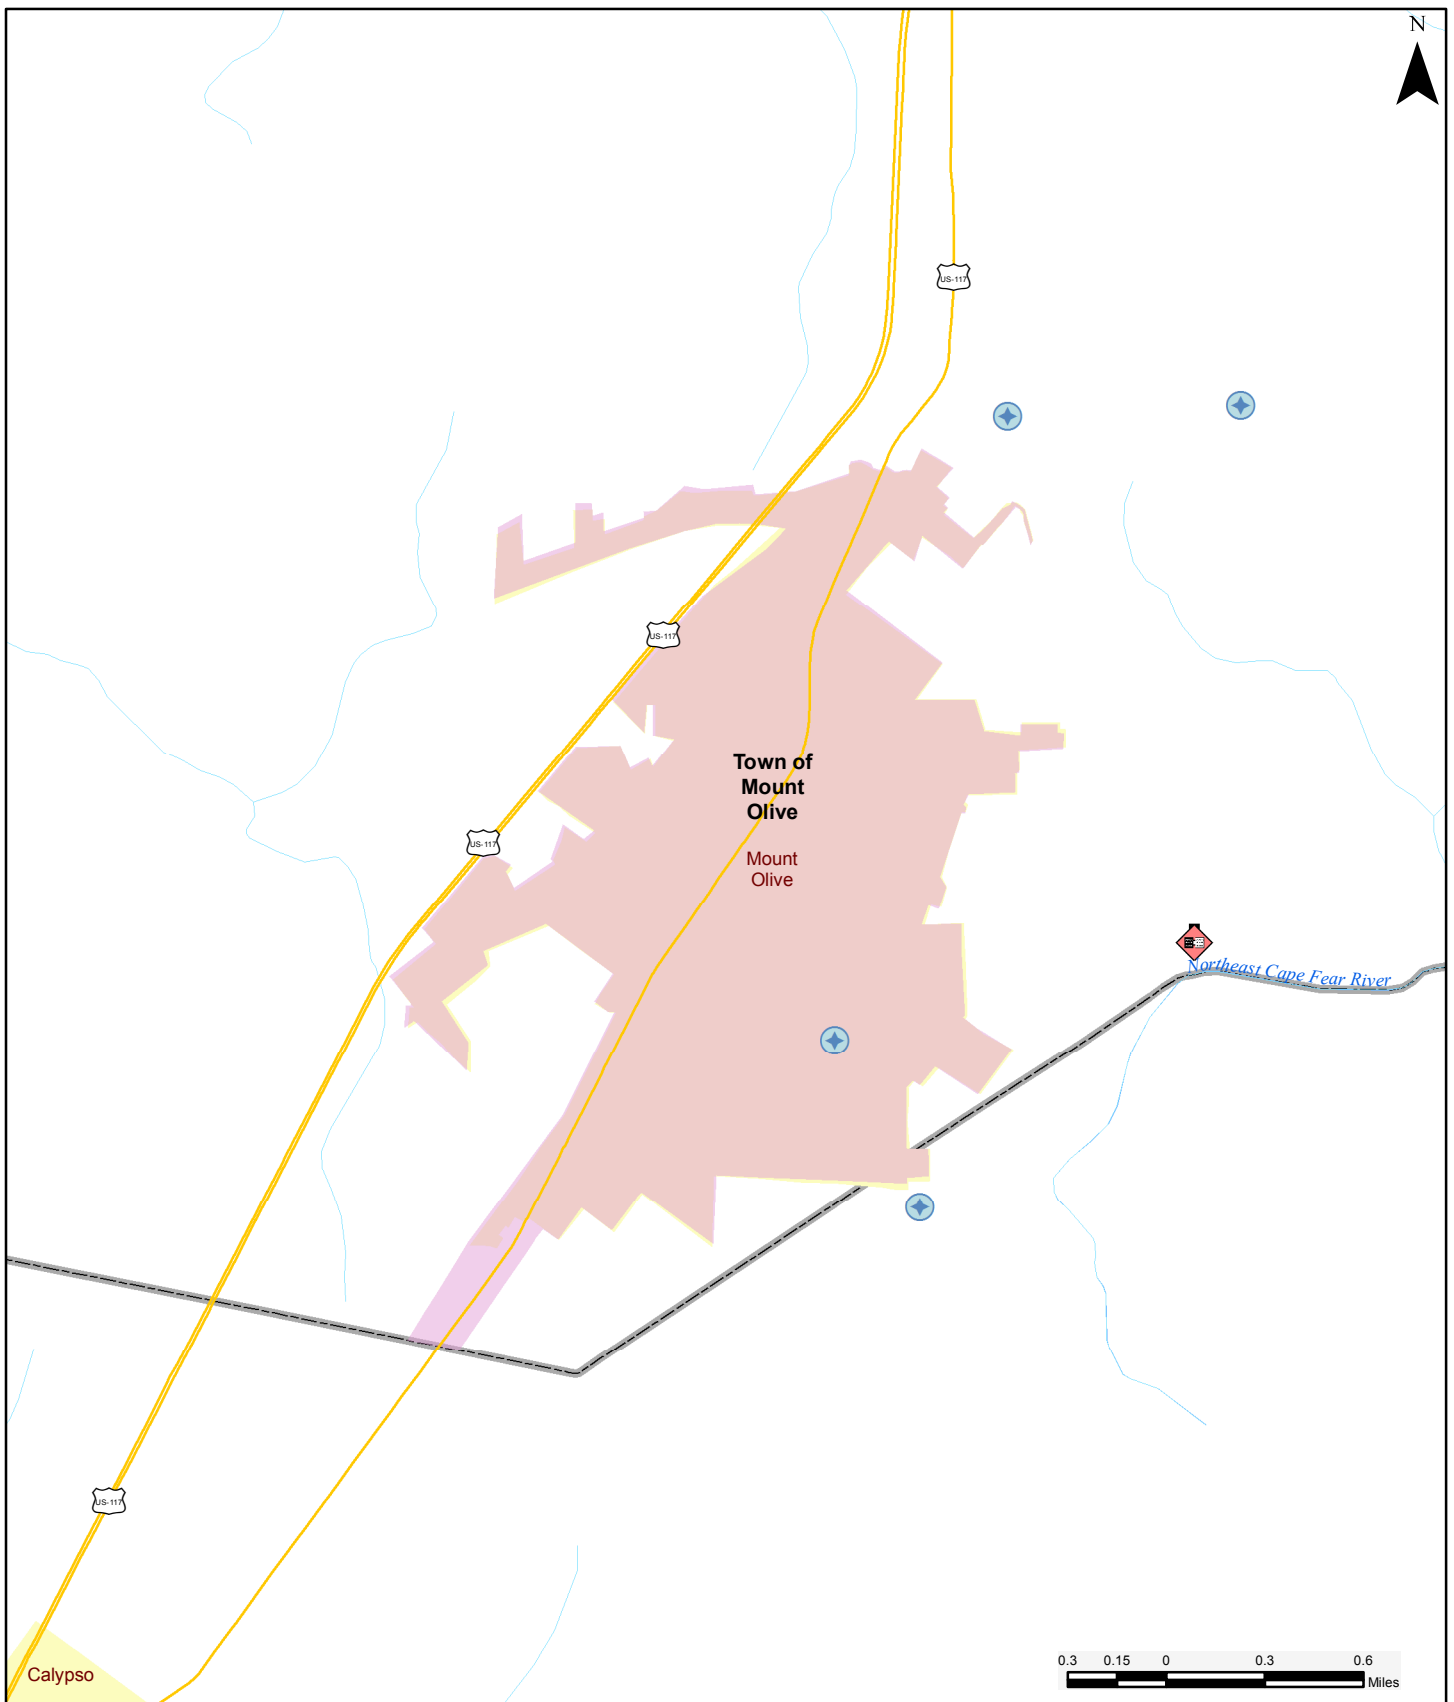 N
US-117
US-117
Town of
Mount
Olive
US-117
Mount
Olive
Northeast Cape Fear River
US-117
0.3 0.15 0 0.3 0.6
Miles
Calypso